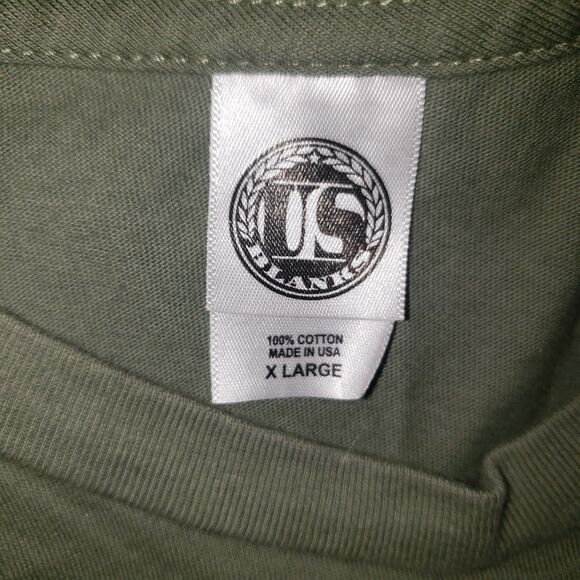 US
BLANKS
100% COTTON
MADE IN USA
X LARGE